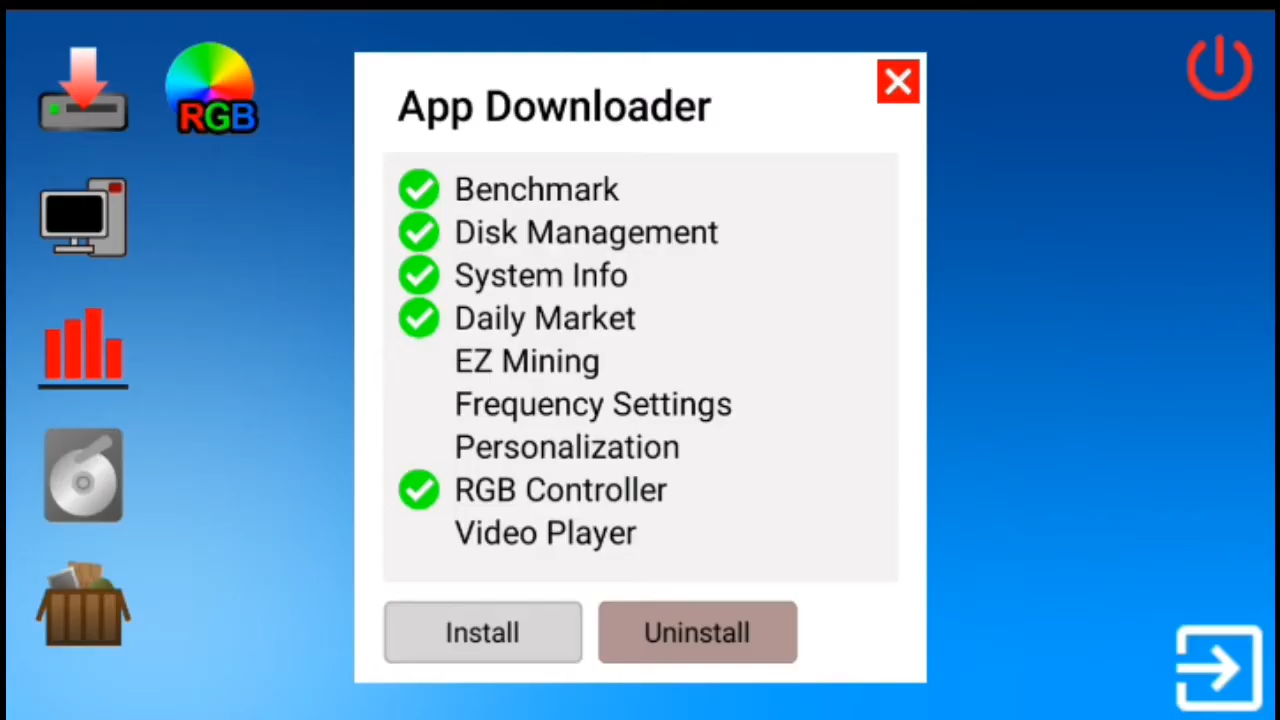 RGB
App Downloader
Benchmark
Disk Management
System Info
Daily Market
EZ Mining
Frequency Settings
Personalization
RGB Controller
Video Player
Install
Uninstall